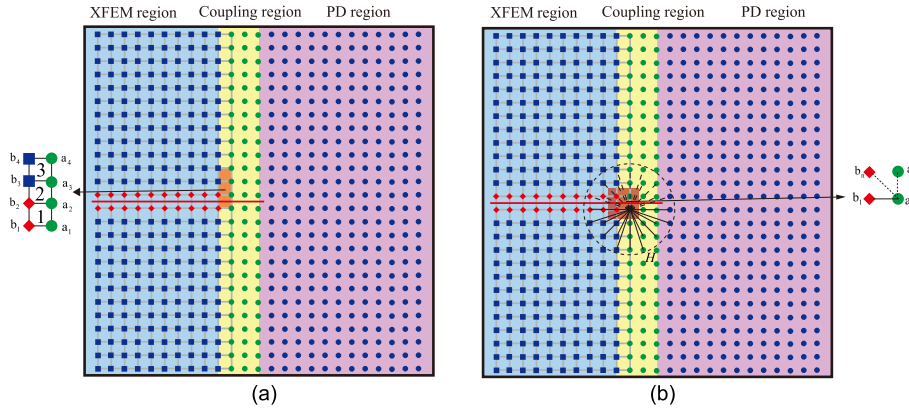 XFEM region Coupling region PD region
XFEM region Coupling region PD region
b4 3 a4
b3 2 a3
b2 1 a2
b1 a1
H
bn a
b1 a
(a)
(b)